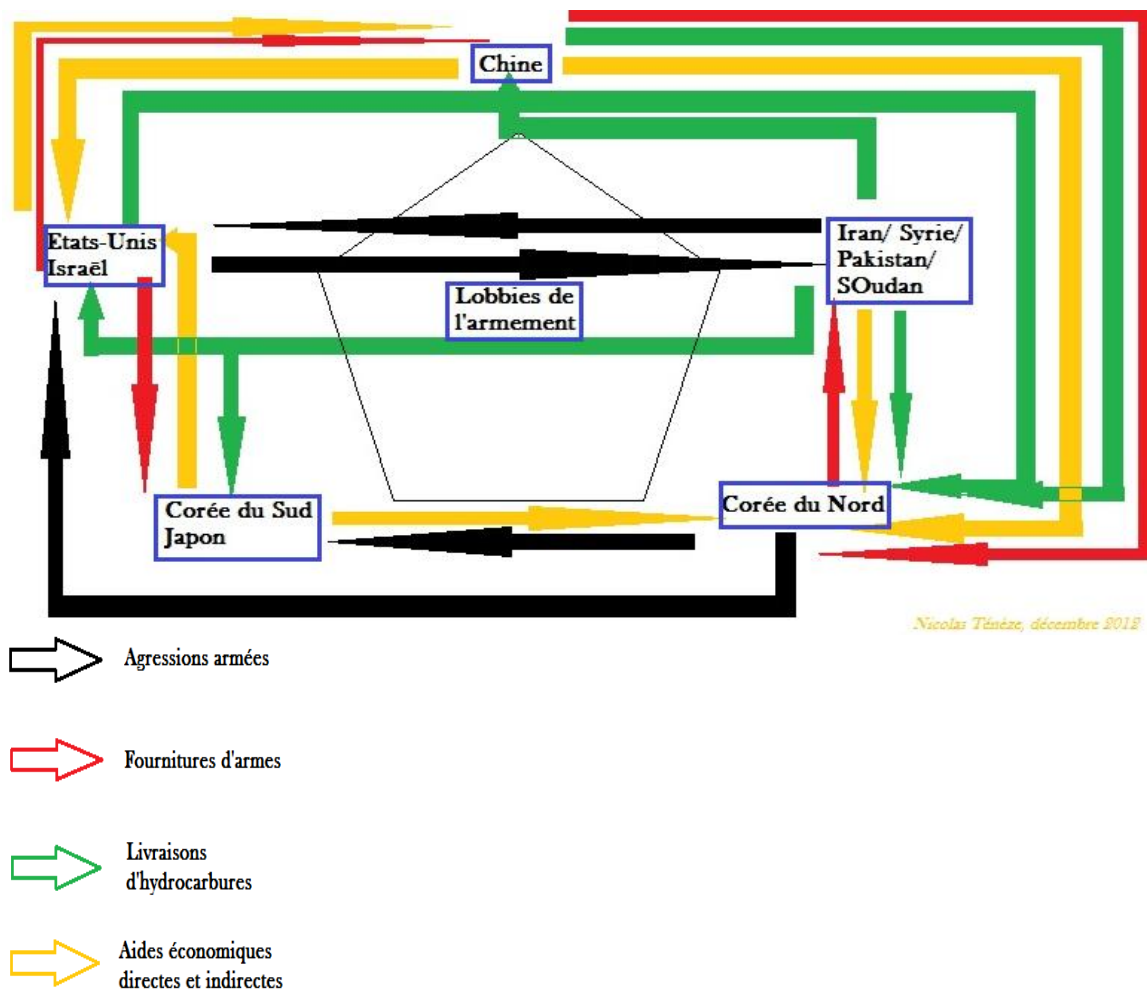 Chine
Etats-Unis
Israël
Iran/ Syrie/
Pakistan/
SOudan
Lobbies de
l'armement
Corée du Sud
Japon
Corée du Nord
Nicolas Ténèze, décembre 2012
Agressions armées
Fournitures d'armes
Livraisons
d'hydrocarbures
Aides économiques
directes et indirectes